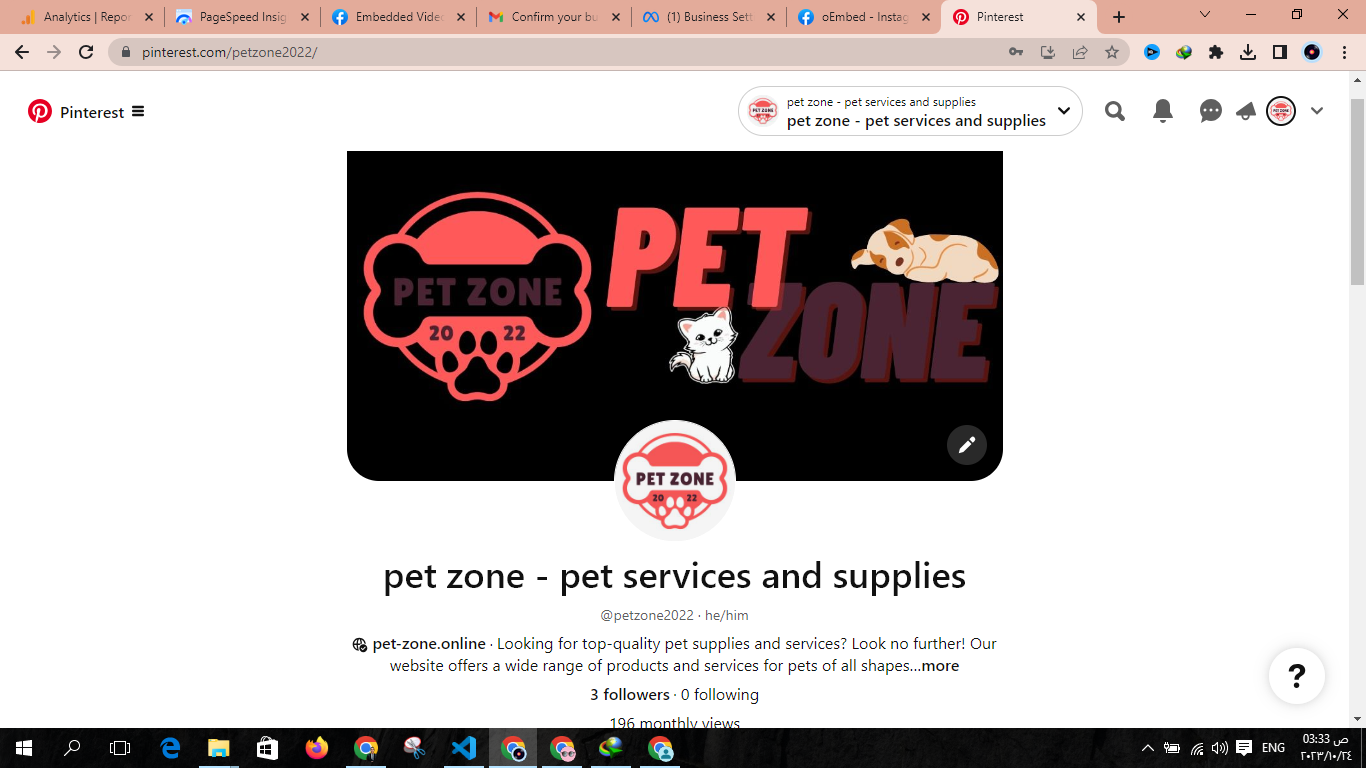 Analytics | Repor
PageSpeed Insig
Embedded Video
Confirm your bu
(1) Business Sett
oEmbed - Instag
Pinterest
pinterest.com/petzone2022/
Pinterest
pet zone - pet services and supplies
pet zone - pet services and supplies
PET ZONE
20 22
PET
ZONE
PET ZONE
20 22
pet zone - pet services and supplies
@petzone2022 · he/him
pet-zone.online · Looking for top-quality pet supplies and services? Look no further! Our
website offers a wide range of products and services for pets of all shapes...more
3 followers · 0 following
196 monthly views
?
ENG
03:33 ص
٢٠٢٣/١٠/٢٤